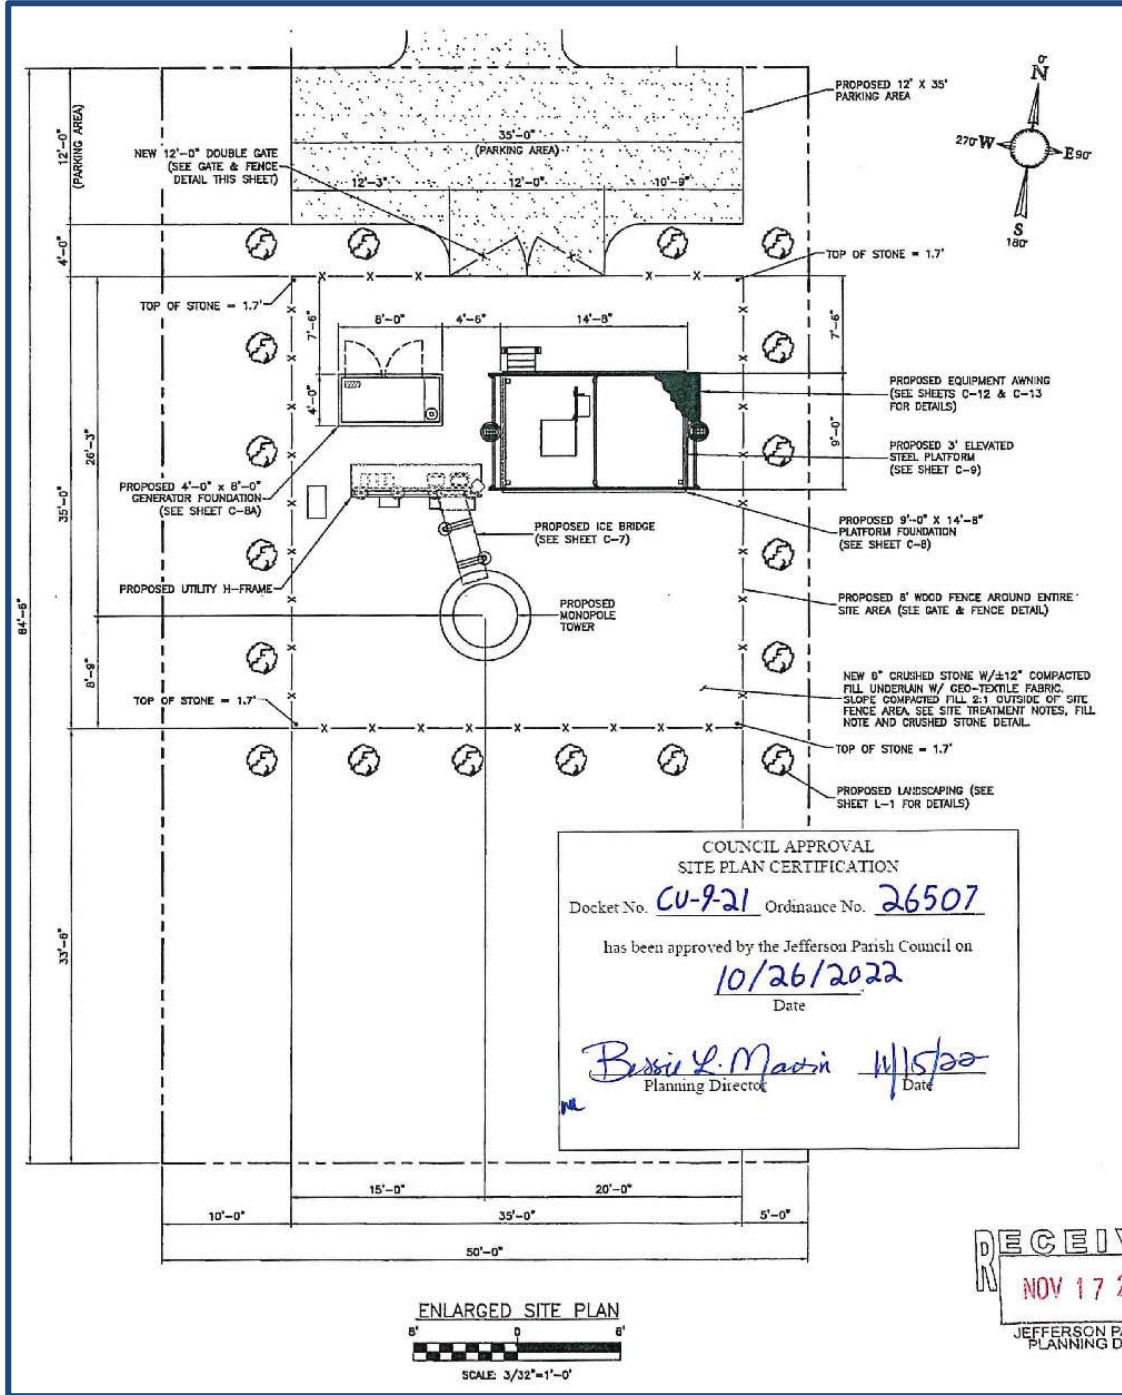 PROPOSED 12' X 35'
PARKING AREA
0°
N
270° W
E 90°
S
180°
12'-0"
(PARKING AREA)
35'-0"
(PARKING AREA)
NEW 12'-0" DOUBLE GATE
(SEE GATE & FENCE
DETAIL THIS SHEET)
12'-3"
12'-0"
10'-9"
4'-0"
TOP OF STONE = 1.7'
TOP OF STONE = 1.7'
7'-6"
8'-0"
4'-6"
14'-8"
7'-6"
4'-0"
9'-0"
PROPOSED EQUIPMENT AWNING
(SEE SHEETS C-12 & C-13
FOR DETAILS)
PROPOSED 3' ELEVATED
STEEL PLATFORM
(SEE SHEET C-9)
26'-3"
35'-0"
PROPOSED 4'-0" x 8'-0"
GENERATOR FOUNDATION
(SEE SHEET C-8A)
PROPOSED ICE BRIDGE
(SEE SHEET C-7)
PROPOSED 9'-0" X 14'-8"
PLATFORM FOUNDATION
(SEE SHEET C-8)
PROPOSED UTILITY H-FRAME
PROPOSED
MONOPOLE
TOWER
PROPOSED 8' WOOD FENCE AROUND ENTIRE
SITE AREA (SEE GATE & FENCE DETAIL)
84'-6"
8'-9"
NEW 8" CRUSHED STONE W/±12" COMPACTED
FILL UNDERLAIN W/ GEO-TEXTILE FABRIC.
SLOPE COMPACTED FILL 2:1 OUTSIDE OF SITE
FENCE AREA. SEE SITE TREATMENT NOTES, FILL
NOTE AND CRUSHED STONE DETAIL.
TOP OF STONE = 1.7'
TOP OF STONE = 1.7'
PROPOSED LANDSCAPING (SEE
SHEET L-1 FOR DETAILS)
33'-6"
COUNCIL APPROVAL
SITE PLAN CERTIFICATION
Docket No. CU-9-21 Ordinance No. 26507
has been approved by the Jefferson Parish Council on
10/26/2022
Date
Bessie L. Martin 11/15/22
Planning Director Date
15'-0"
20'-0"
10'-0"
35'-0"
5'-0"
50'-0"
RECEIV
NOV 17 2
JEFFERSON PA
PLANNING D
ENLARGED SITE PLAN
8' 0 8'
SCALE: 3/32"=1'-0"